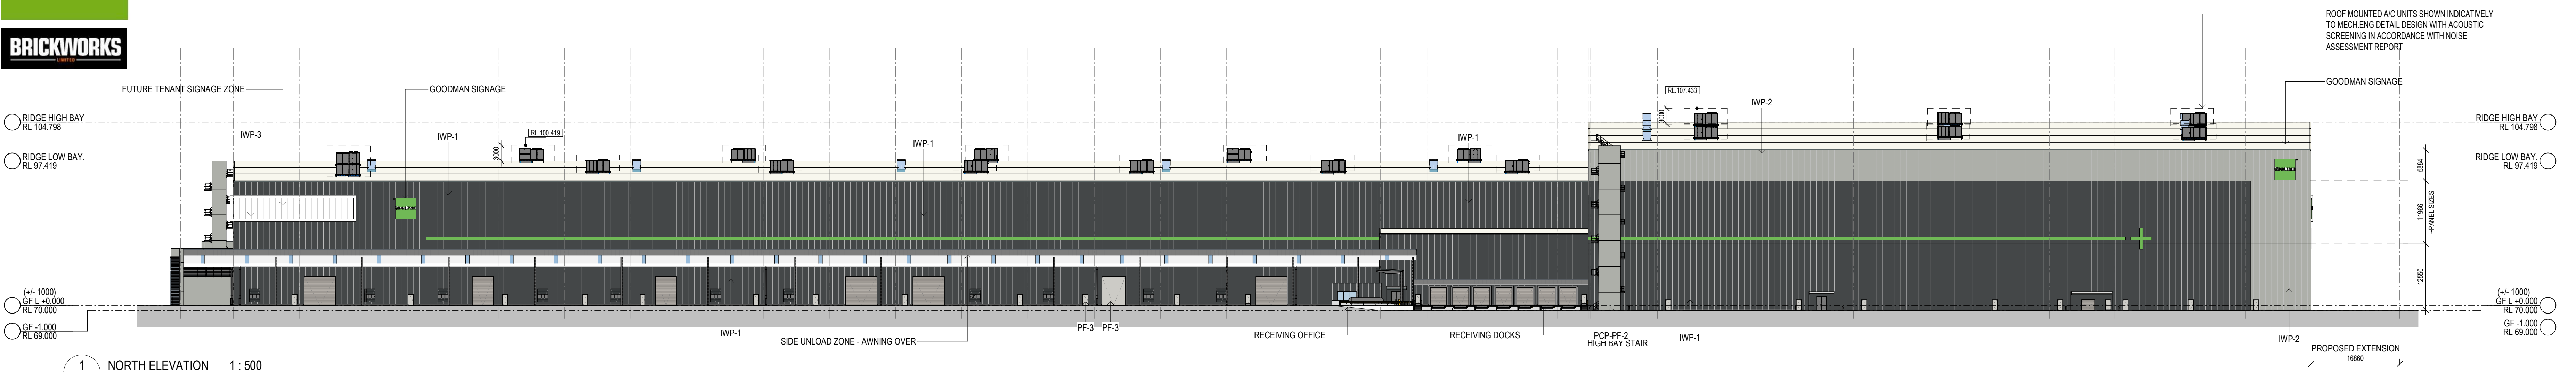 BRICKWORKS
LIMITED
ROOF MOUNTED A/C UNITS SHOWN INDICATIVELY
TO MECH.ENG DETAIL DESIGN WITH ACOUSTIC
SCREENING IN ACCORDANCE WITH NOISE
ASSESSMENT REPORT
FUTURE TENANT SIGNAGE ZONE
GOODMAN SIGNAGE
RL.107.433
IWP-2
GOODMAN SIGNAGE
3000
RIDGE HIGH BAY
RL 104.798
IWP-3
IWP-1
RL.100.419
IWP-1
IWP-1
RIDGE HIGH BAY
RL 104.798
3000
RIDGE LOW BAY
RL 97.419
RIDGE LOW BAY
RL 97.419
5884
11966
~PANEL SIZES
12550
(+/- 1000)
GF L +0.000
RL 70.000
(+/- 1000)
GF L +0.000
RL 70.000
GF -1.000
RL 69.000
GF -1.000
RL 69.000
IWP-1
PF-3
PF-3
SIDE UNLOAD ZONE - AWNING OVER
RECEIVING OFFICE
RECEIVING DOCKS
PCP-PF-2
HIGH BAY STAIR
IWP-1
IWP-2
PROPOSED EXTENSION
16860
1
NORTH ELEVATION
1 : 500